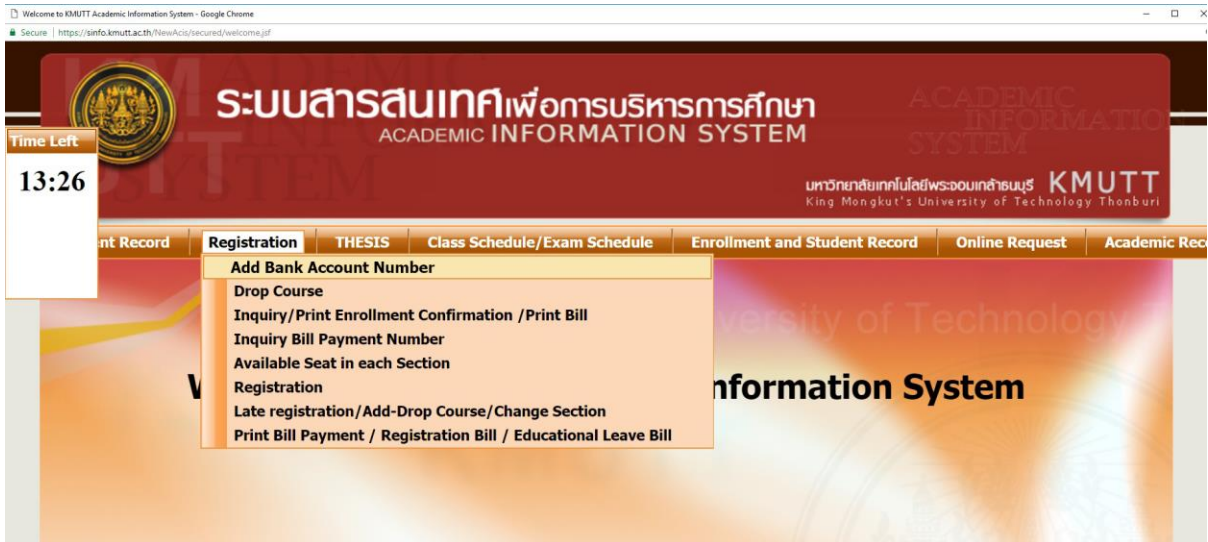 Welcome to KMUTT Academic Information System - Google Chrome
Secure | https://sinfo.kmutt.ac.th/NewAcis/secured/welcome.jsf
ระบบสารสนเทศเพื่อการบริหารการศึกษา
ACADEMIC INFORMATION SYSTEM
ACADEMIC
INFORMATION
SYSTEM
มหาวิทยาลัยเทคโนโลยีพระจอมเกล้าธนบุรี KMUTT
King Mongkut's University of Technology Thonburi
Time Left
13:26
Record Registration THESIS Class Schedule/Exam Schedule Enrollment and Student Record Online Request Academic
Add Bank Account Number
Drop Course
Inquiry/Print Enrollment Confirmation /Print Bill
Inquiry Bill Payment Number
Available Seat in each Section
Registration
Late registration/Add-Drop Course/Change Section
Print Bill Payment / Registration Bill / Educational Leave Bill
of Technology
Information System